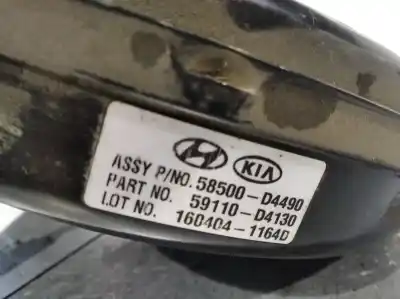 KIA
ASSY P/NO. 58500-D4490
PART NO. 59110-D4130
LOT NO. 160404-1164D